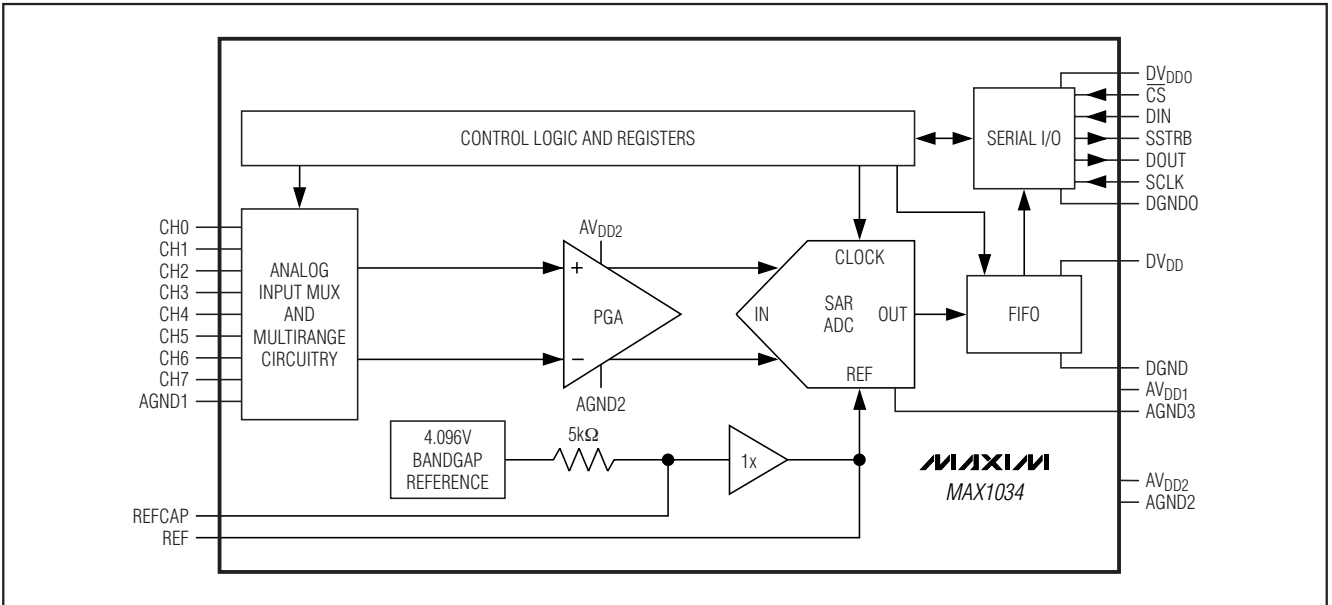 CONTROL LOGIC AND REGISTERS
SERIAL I/O
DVDD0
CS
DIN
SSTRB
DOUT
SCLK
DGND0
CH0
CH1
CH2
CH3
CH4
CH5
CH6
CH7
AGND1
ANALOG
INPUT MUX
AND
MULTIRANGE
CIRCUITRY
AVDD2
+
PGA
−
AGND2
CLOCK
IN
SAR
ADC
OUT
REF
FIFO
DVDD
DGND
AVDD1
AGND3
4.096V
BANDGAP
REFERENCE
5kΩ
1x
MAXIM
MAX1034
AVDD2
AGND2
REFCAP
REF